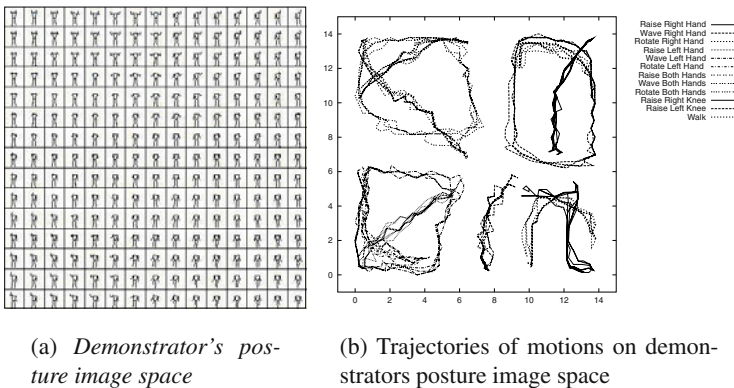 14
12
10
8
6
4
2
0
0 2 4 6 8 10 12 14
Raise Right Hand
Wave Right Hand
Rotate Right Hand
Raise Left Hand
Wave Left Hand
Rotate Left Hand
Raise Both Hands
Wave Both Hands
Rotate Both Hands
Raise Right Knee
Raise Left Knee
Walk
(a) Demonstrator's pos-
ture image space
(b) Trajectories of motions on demon-
strators posture image space